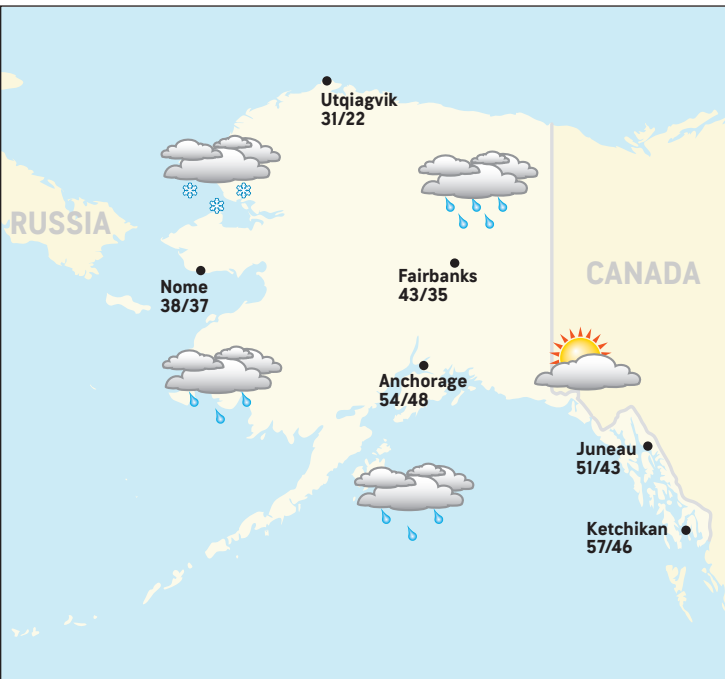 Utqiagvik
31/22
RUSSIA
CANADA
Nome
38/37
Fairbanks
43/35
Anchorage
54/48
Juneau
51/43
Ketchikan
57/46